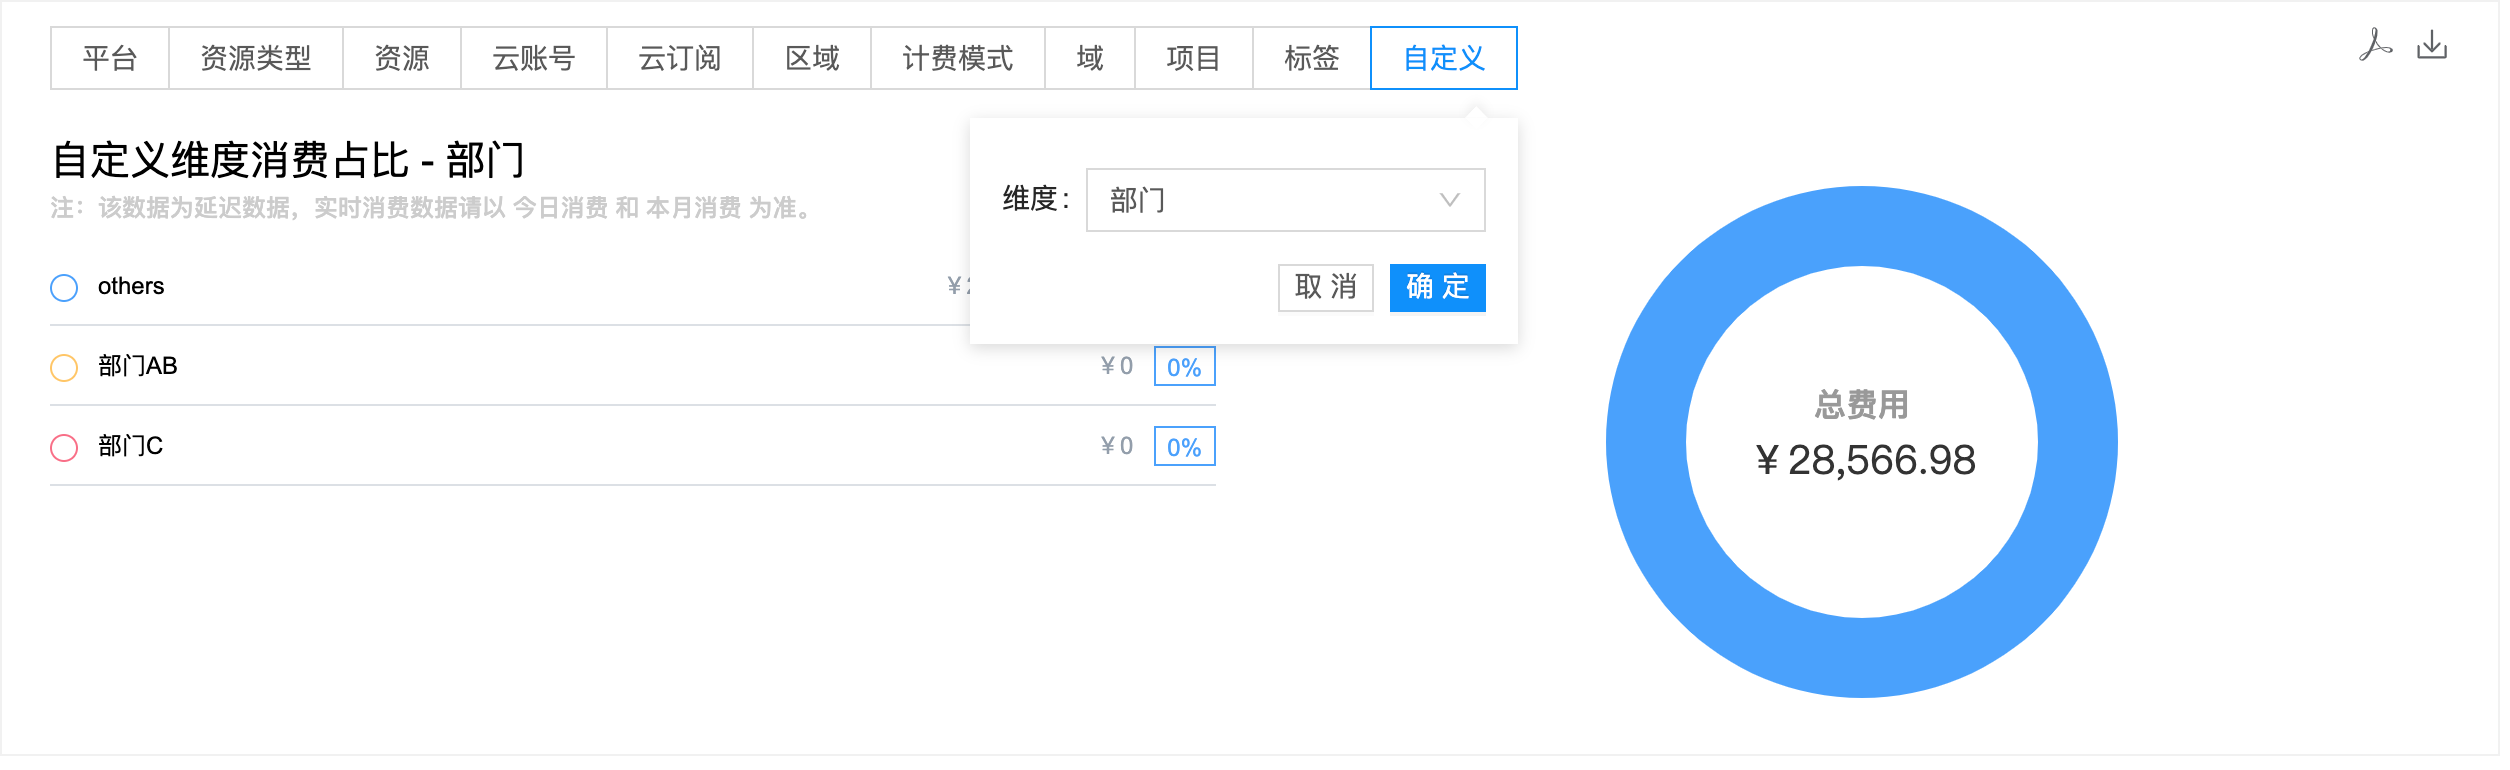 平台 资源类型 资源 云账号 云订阅 区域 计费模式 域 项目 标签 自定义
自定义维度消费占比 - 部门
注：该数据为延迟数据，实时消费数据请以 今日消费 和 本月消费 为准。
维度：
部门
取 消 确 定
others ¥
部门AB ¥ 0 0%
部门C ¥ 0 0%
总费用
¥ 28,566.98